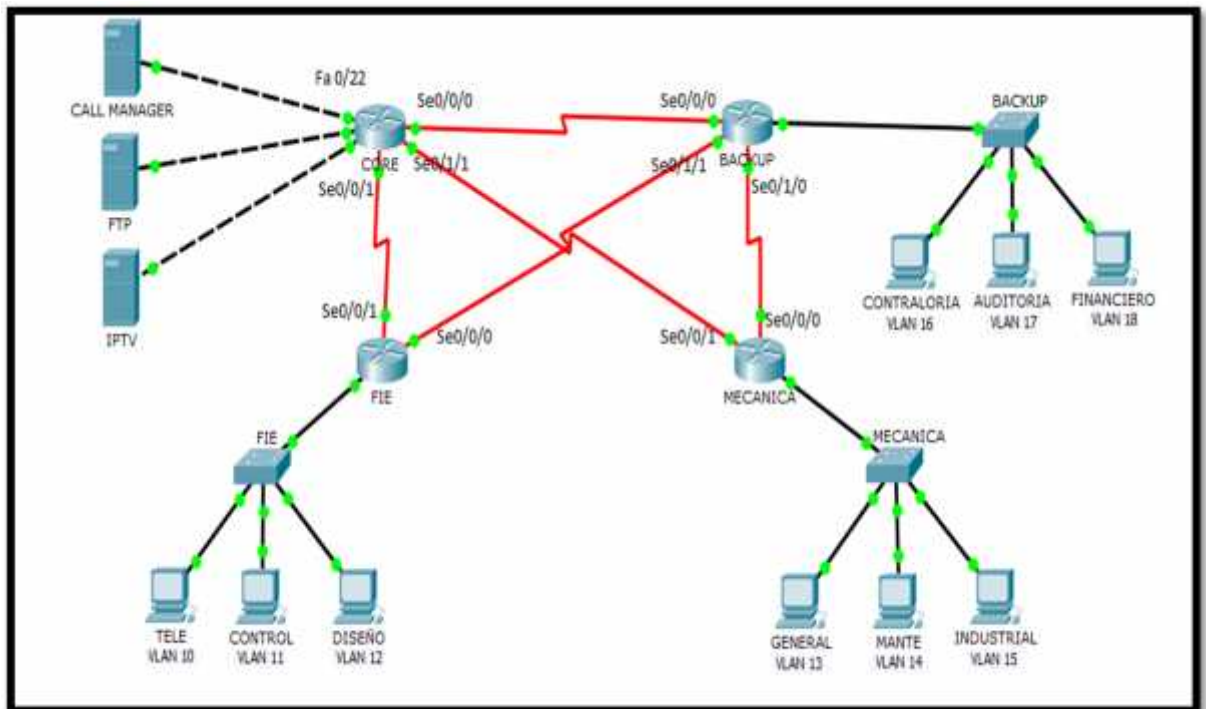 CALL MANAGER
Fa 0/22
Se0/0/0
Se0/0/0
BACKUP
CORE
Se0/1/1
Se0/1/1
BACKUP
Se0/0/1
Se0/1/0
FTP
CONTRALORIA
VLAN 16
AUDITORIA
VLAN 17
FINANCIERO
VLAN 18
IPTV
Se0/0/1
Se0/0/0
Se0/0/1
Se0/0/0
FIE
MECANICA
FIE
MECANICA
TELE
VLAN 10
CONTROL
VLAN 11
DISEÑO
VLAN 12
GENERAL
VLAN 13
MANTE
VLAN 14
INDUSTRIAL
VLAN 15